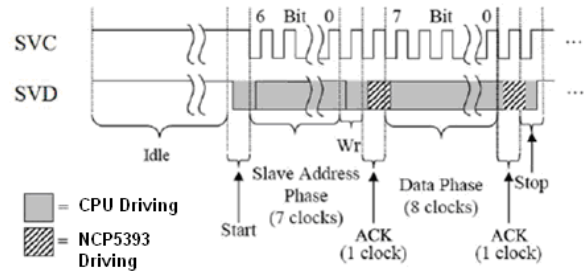 6 Bit 0 7 Bit 0
SVC ...
SVD ...
Idle
Wr
Slave Address
Phase
(7 clocks)
Data Phase
(8 clocks)
Stop
Start
ACK
(1 clock)
ACK
(1 clock)
= CPU Driving
= NCP5393
Driving